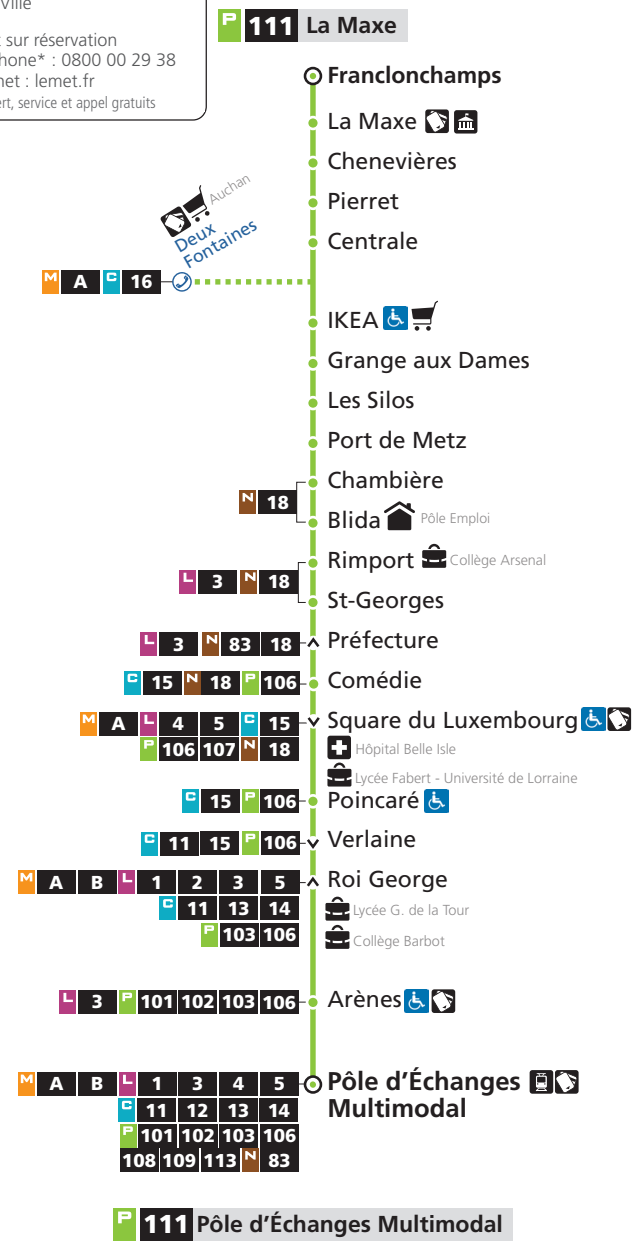 Ville
sur réservation
hone* : 0800 00 29 38
net : lemet.fr
ert, service et appel gratuits
P 111 La Maxe
Franclonchamps
La Maxe
Chenevières
Auchan
Pierret
Deux
Fontaines
Centrale
M A C 16
IKEA
Grange aux Dames
Les Silos
Port de Metz
Chambière
N 18
Blida Pôle Emploi
Rimport Collège Arsenal
L 3 N 18
St-Georges
L 3 N 83 18 Préfecture
C 15 N 18 P 106 Comédie
M A L 4 5 C 15 Square du Luxembourg
P 106 107 N 18 Hôpital Belle Isle
Lycée Fabert - Université de Lorraine
C 15 P 106 Poincaré
C 11 15 P 106 Verlaine
M A B L 1 2 3 5 Roi George
C 11 13 14 Lycée G. de la Tour
P 103 106 Collège Barbot
L 3 P 101 102 103 106 Arènes
M A B L 1 3 4 5 Pôle d'Échanges
C 11 12 13 14 Multimodal
P 101 102 103 106
108 109 113 N 83
P 111 Pôle d'Échanges Multimodal